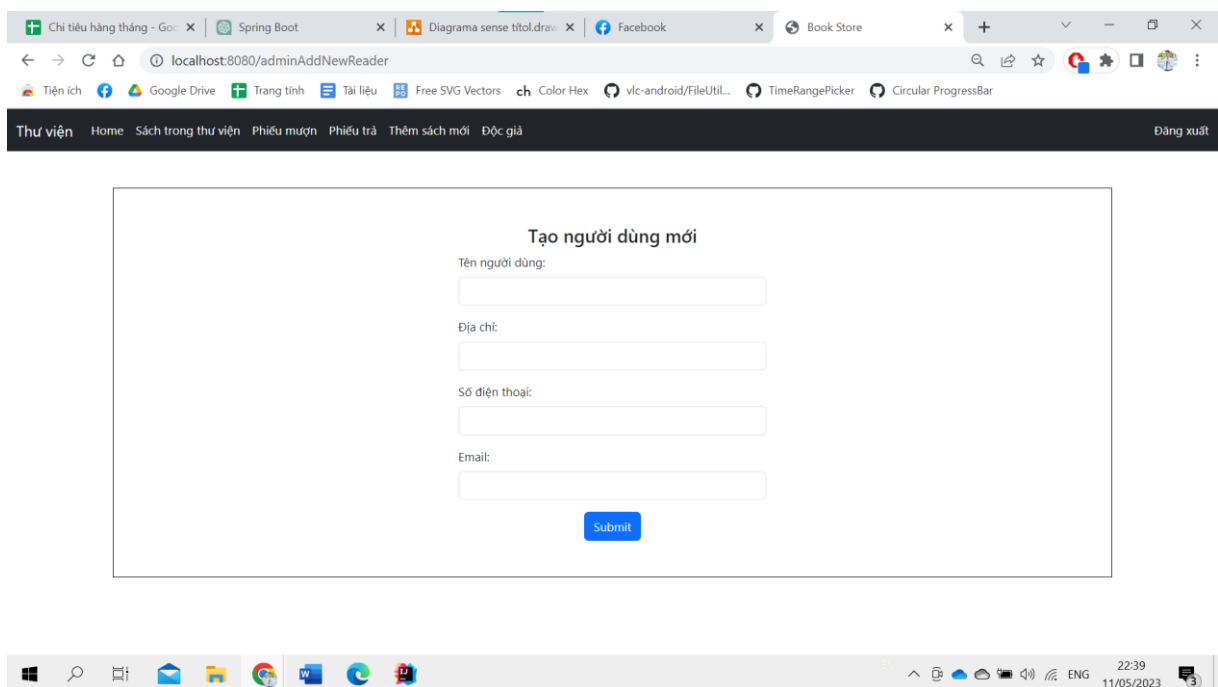 Chi tiêu hàng tháng - Goo Spring Boot Diagrama sense títol.draw Facebook Book Store
localhost:8080/adminAddNewReader
Tiện ích Google Drive Trang tính Tài liệu Free SVG Vectors ch Color Hex vlc-android/FileUtil... TimeRangePicker Circular ProgressBar
Thư viện Home Sách trong thư viện Phiếu mượn Phiếu trả Thêm sách mới Độc giả Đăng xuất
Tạo người dùng mới
Tên người dùng:
Địa chỉ:
Số điện thoại:
Email:
Submit
ENG 22:39
11/05/2023 3